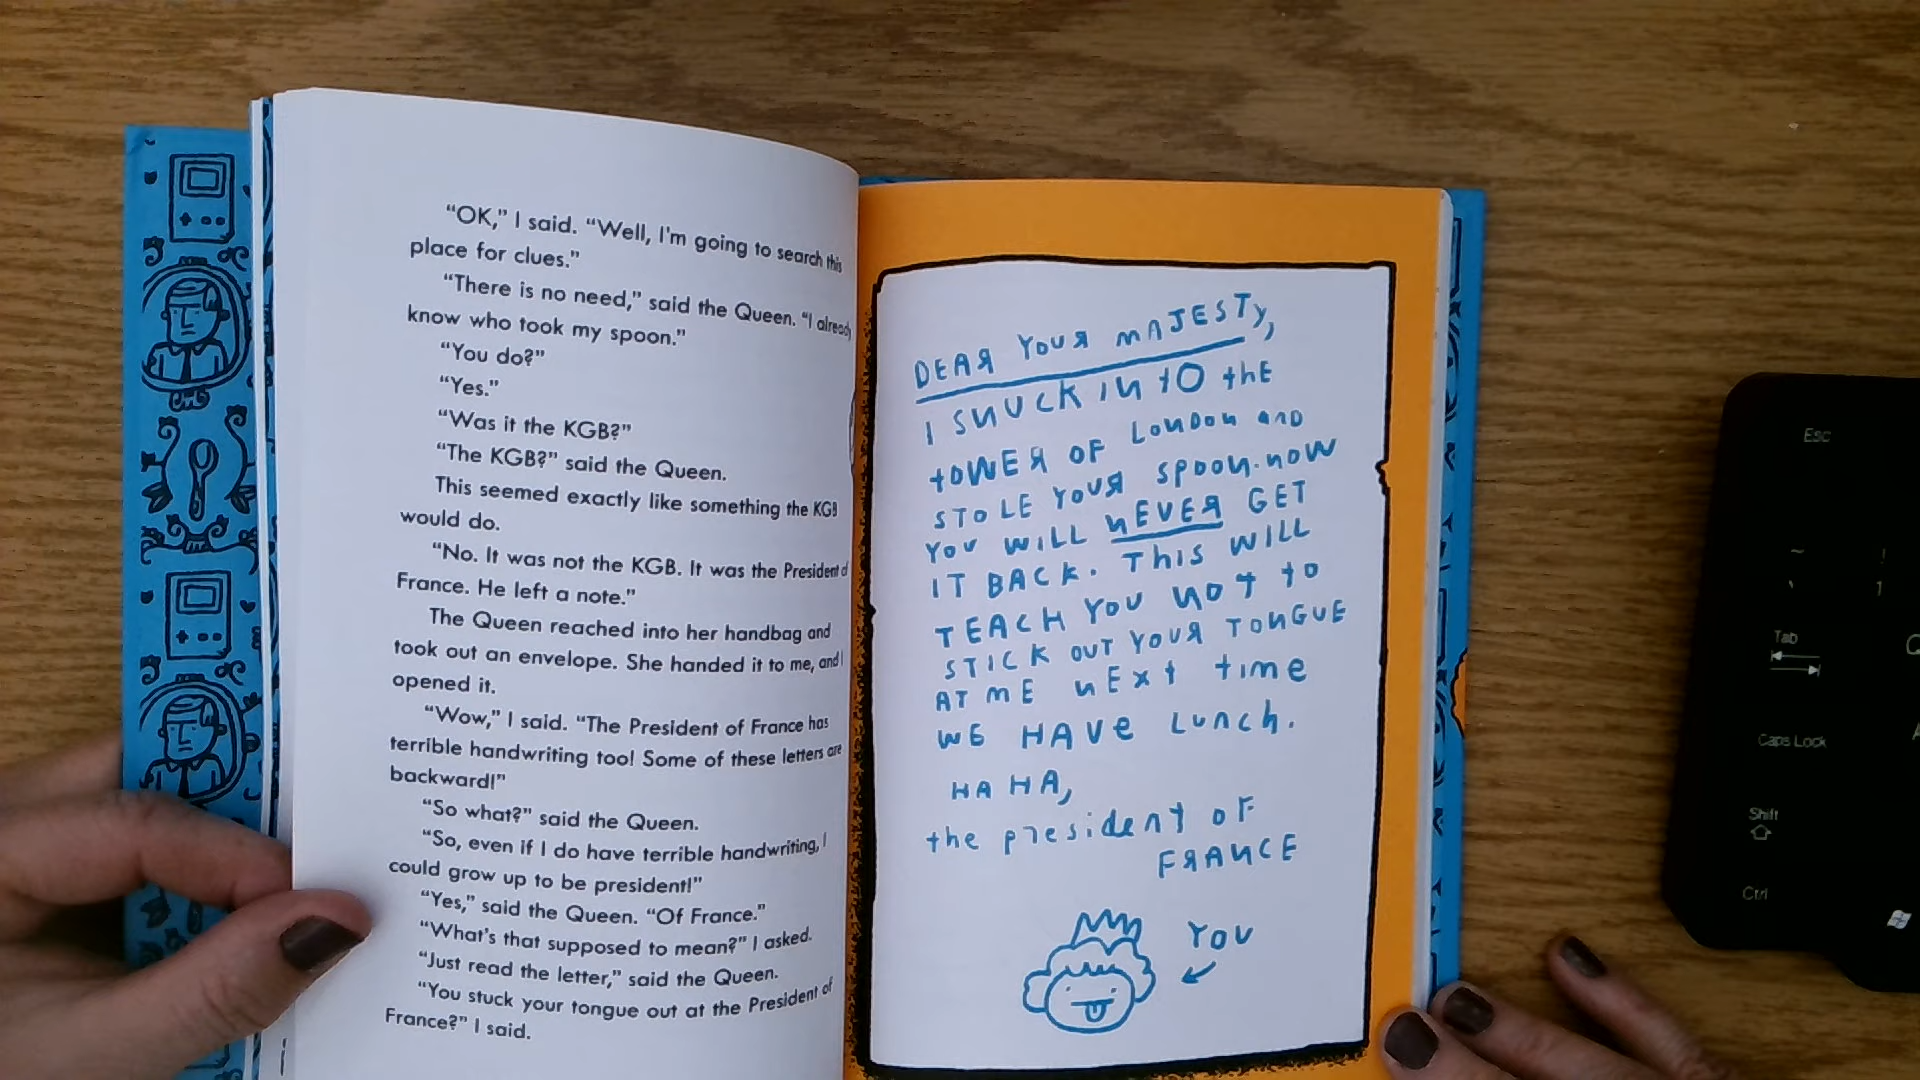 “OK,” I said. “Well, I'm going to search this
place for clues.”
“There is no need,” said the Queen. “I already
know who took my spoon.”
“You do?”
“Yes.”
“Was it the KGB?”
“The KGB?” said the Queen.
This seemed exactly like something the KGB
would do.
“No. It was not the KGB. It was the President of
France. He left a note.”
The Queen reached into her handbag and
took out an envelope. She handed it to me, and I
opened it.
“Wow,” I said. “The President of France has
terrible handwriting too! Some of these letters are
backward!”
“So what?” said the Queen.
“So, even if I do have terrible handwriting, I
could grow up to be president!”
“Yes,” said the Queen. “Of France.”
“What’s that supposed to mean?” I asked.
“Just read the letter,” said the Queen.
“You stuck your tongue out at the President of
France?” I said.
DEAR YOUR MAJESTY,
I SNUCK INTO the
tOWER OF LONDON AND
STOLE YOUR SPOON. NOW
YOU WILL NEVER GET
IT BACK. THIS WILL
TEACH YOU NOT to
STICK OUT YOUR TONGUE
AT ME NEXt tiME
WE HAVe LUNCH.
HA HA,
the president OF
FRANCE
YOU
Esc
~ !
` 1
Tab
Caps Lock
Shift
Ctrl